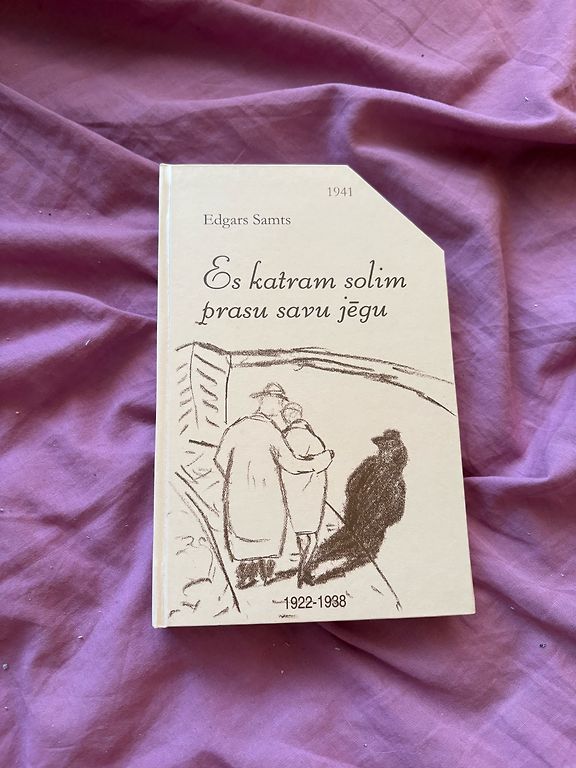 1941
Edgars Samts
Es katram solim
prasu savu jēgu
1922-1938